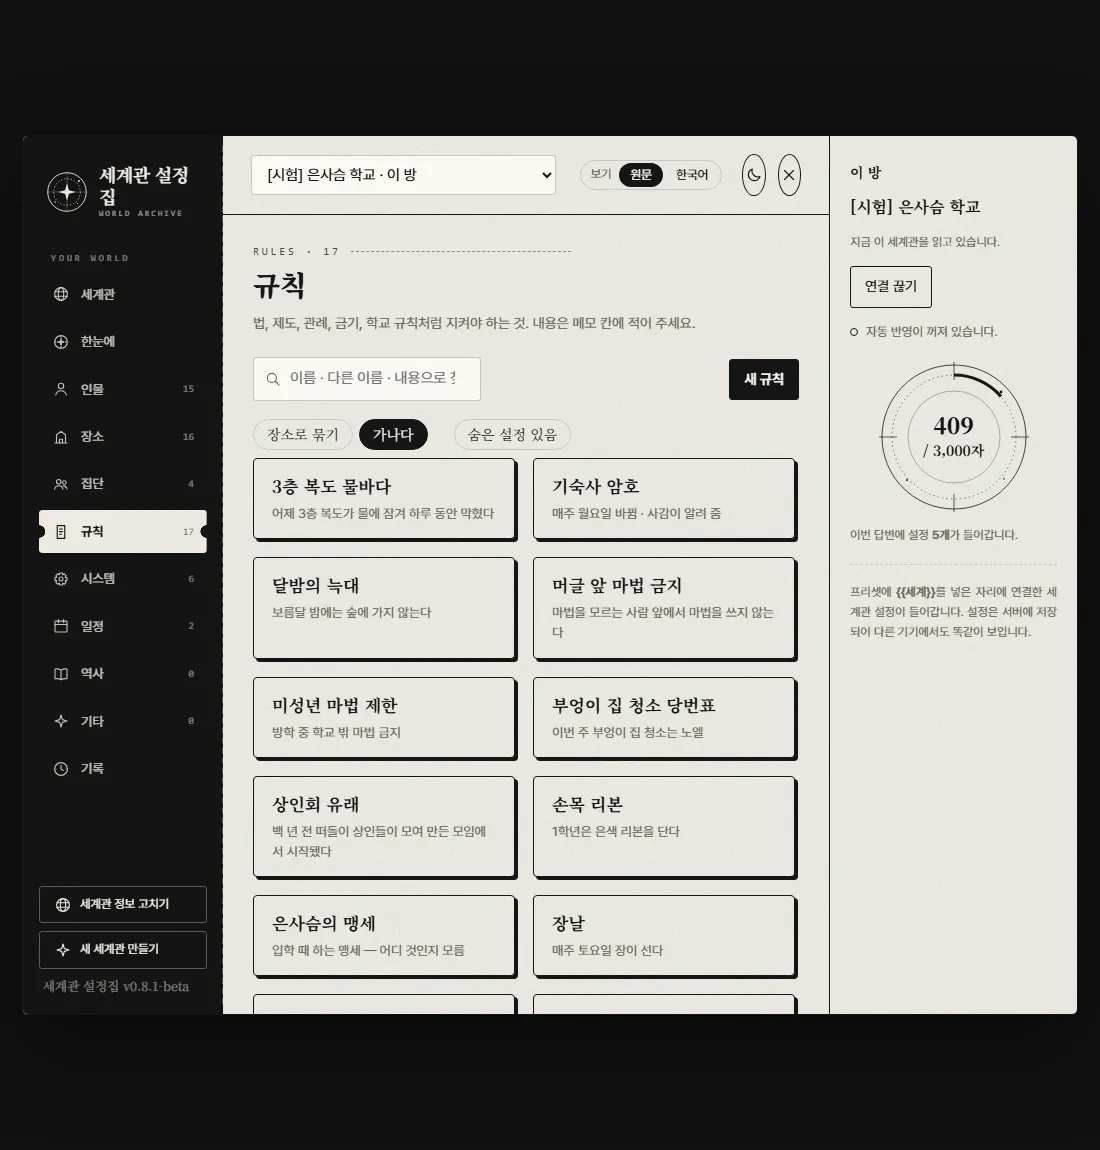 세계관 설정
집
WORLD ARCHIVE
YOUR WORLD
세계관
한눈에
인물 15
장소 16
집단 4
규칙 17
시스템 6
일정 2
역사 0
기타 0
기록
세계관 정보 고치기
새 세계관 만들기
세계관 설정집 v0.8.1-beta
[시험] 은사슴 학교 · 이 방
보기 원문 한국어
RULES · 17
규칙
법, 제도, 관례, 금기, 학교 규칙처럼 지켜야 하는 것. 내용은 메모 칸에 적어 주세요.
이름 · 다른 이름 · 내용으로
새 규칙
장소로 묶기 가나다 숨은 설정 있음
3층 복도 물바다
어제 3층 복도가 물에 잠겨 하루 동안 막혔다
기숙사 암호
매주 월요일 바뀜 · 사감이 알려 줌
달밤의 늑대
보름달 밤에는 숲에 가지 않는다
머글 앞 마법 금지
마법을 모르는 사람 앞에서 마법을 쓰지 않는
다
미성년 마법 제한
방학 중 학교 밖 마법 금지
부엉이 집 청소 당번표
이번 주 부엉이 집 청소는 노엘
상인회 유래
백 년 전 떠돌이 상인들이 모여 만든 모임에
서 시작됐다
손목 리본
1학년은 은색 리본을 단다
은사슴의 맹세
입학 때 하는 맹세 — 어디 것인지 모름
장날
매주 토요일 장이 선다
이 방
[시험] 은사슴 학교
지금 이 세계관을 읽고 있습니다.
연결 끊기
자동 반영이 꺼져 있습니다.
409
/ 3,000자
이번 답변에 설정 5개가 들어갑니다.
프리셋에 {{세계}}를 넣은 자리에 연결한 세
계관 설정이 들어갑니다. 설정은 서버에 저장
되어 다른 기기에서도 똑같이 보입니다.